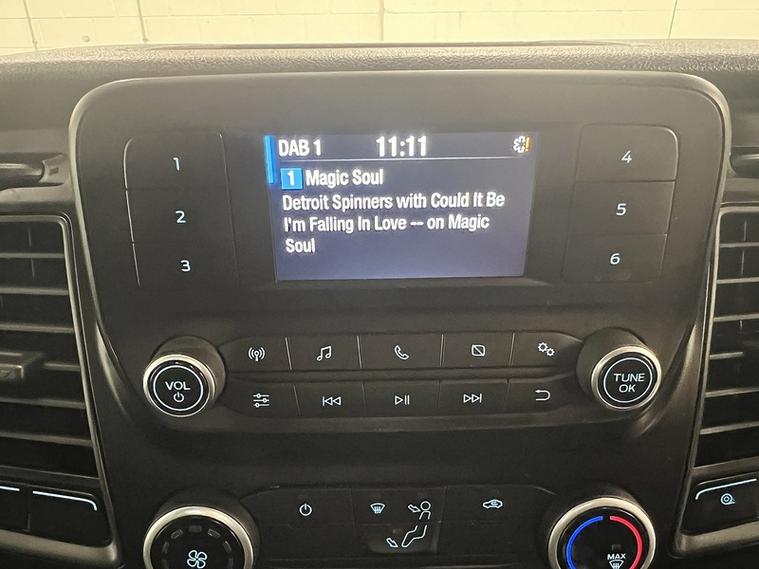 DAB 1 11:11
1 Magic Soul
Detroit Spinners with Could It Be
I'm Falling In Love -- on Magic
Soul
1
2
3
4
5
6
VOL
TUNE
OK
MAX